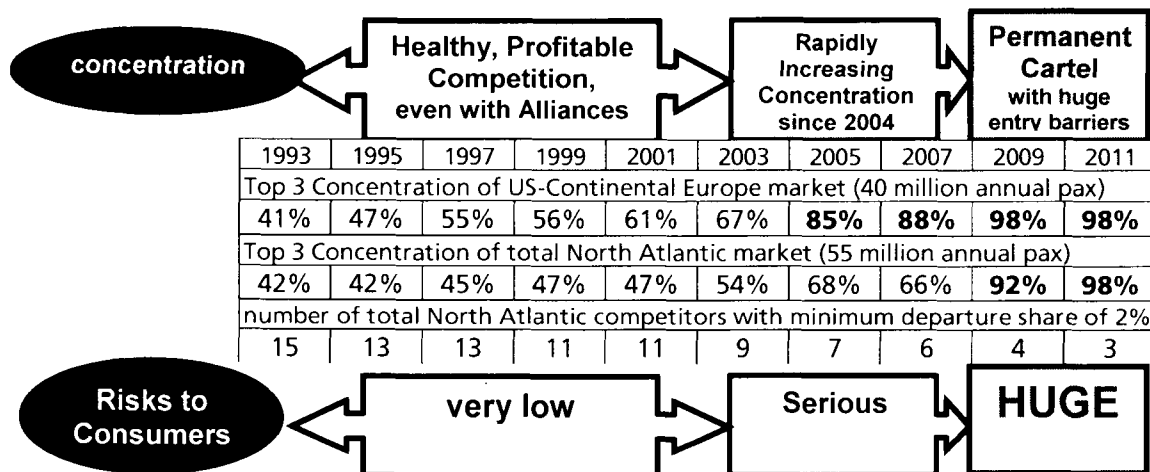 concentration
Healthy, Profitable
Competition,
even with Alliances
Rapidly
Increasing
Concentration
since 2004
Permanent
Cartel
with huge
entry barriers
1993 1995 1997 1999 2001 2003 2005 2007 2009 2011
Top 3 Concentration of US-Continental Europe market (40 million annual pax)
41% 47% 55% 56% 61% 67% 85% 88% 98% 98%
Top 3 Concentration of total North Atlantic market (55 million annual pax)
42% 42% 45% 47% 47% 54% 68% 66% 92% 98%
number of total North Atlantic competitors with minimum departure share of 2%
15 13 13 11 11 9 7 6 4 3
Risks to
Consumers
very low
Serious
HUGE